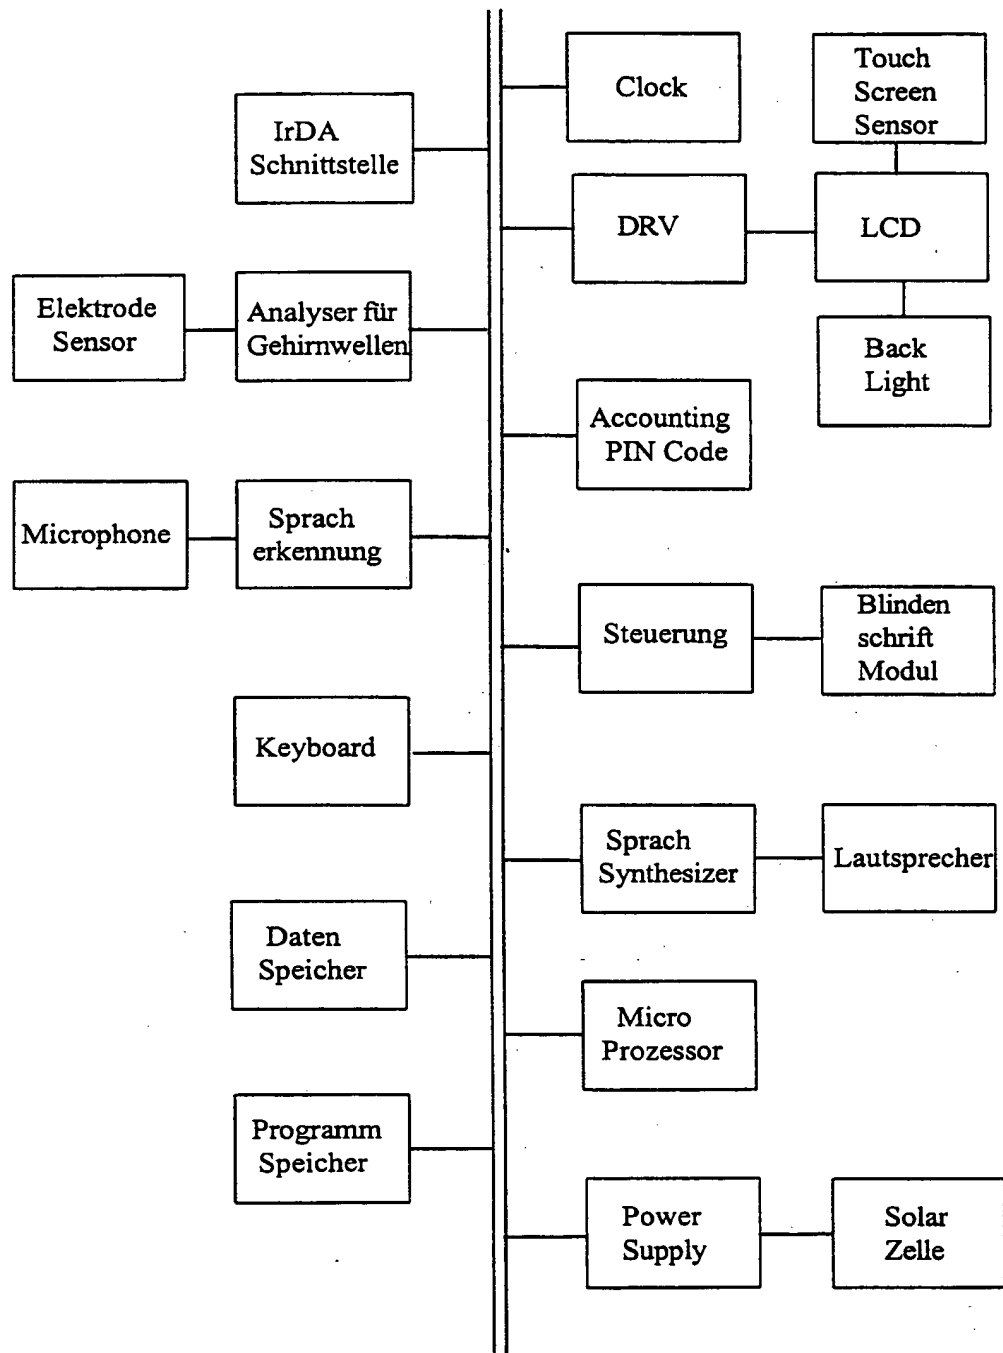 Clock
Touch
Screen
Sensor
IrDA
Schnittstelle
DRV
LCD
Elektrode
Sensor
Analyser für
Gehirnwellen
Back
Light
Accounting
PIN Code
Microphone
Sprach
erkennung
Steuerung
Blinden
schrift
Modul
Keyboard
Sprach
Synthesizer
Lautsprecher
Daten
Speicher
Micro
Prozessor
Programm
Speicher
Power
Supply
Solar
Zelle